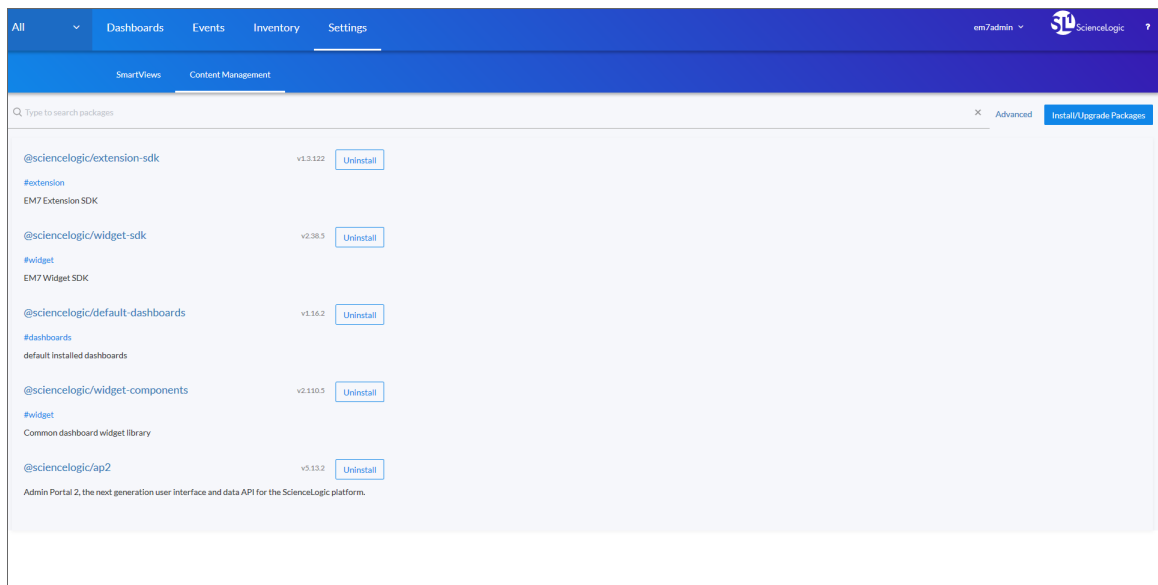 All Dashboards Events Inventory Settings em7admin SL1 ScienceLogic ?
SmartViews Content Management
Type to search packages × Advanced Install/Upgrade Packages
@sciencelogic/extension-sdk v1.3.122 Uninstall
#extension
EM7 Extension SDK
@sciencelogic/widget-sdk v2.38.5 Uninstall
#widget
EM7 Widget SDK
@sciencelogic/default-dashboards v1.16.2 Uninstall
#dashboards
default installed dashboards
@sciencelogic/widget-components v2.110.5 Uninstall
#widget
Common dashboard widget library
@sciencelogic/ap2 v5.13.2 Uninstall
Admin Portal 2, the next generation user interface and data API for the ScienceLogic platform.